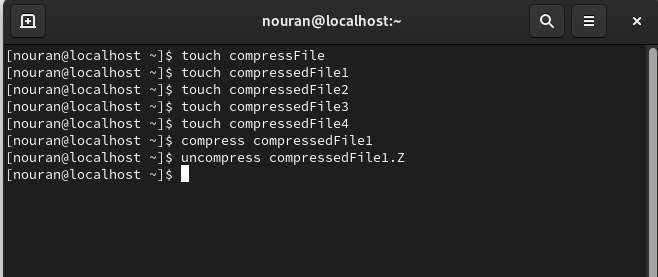 nouran@localhost:~
[nouran@localhost ~]$ touch compressFile
[nouran@localhost ~]$ touch compressedFile1
[nouran@localhost ~]$ touch compressedFile2
[nouran@localhost ~]$ touch compressedFile3
[nouran@localhost ~]$ touch compressedFile4
[nouran@localhost ~]$ compress compressedFile1
[nouran@localhost ~]$ uncompress compressedFile1.Z
[nouran@localhost ~]$